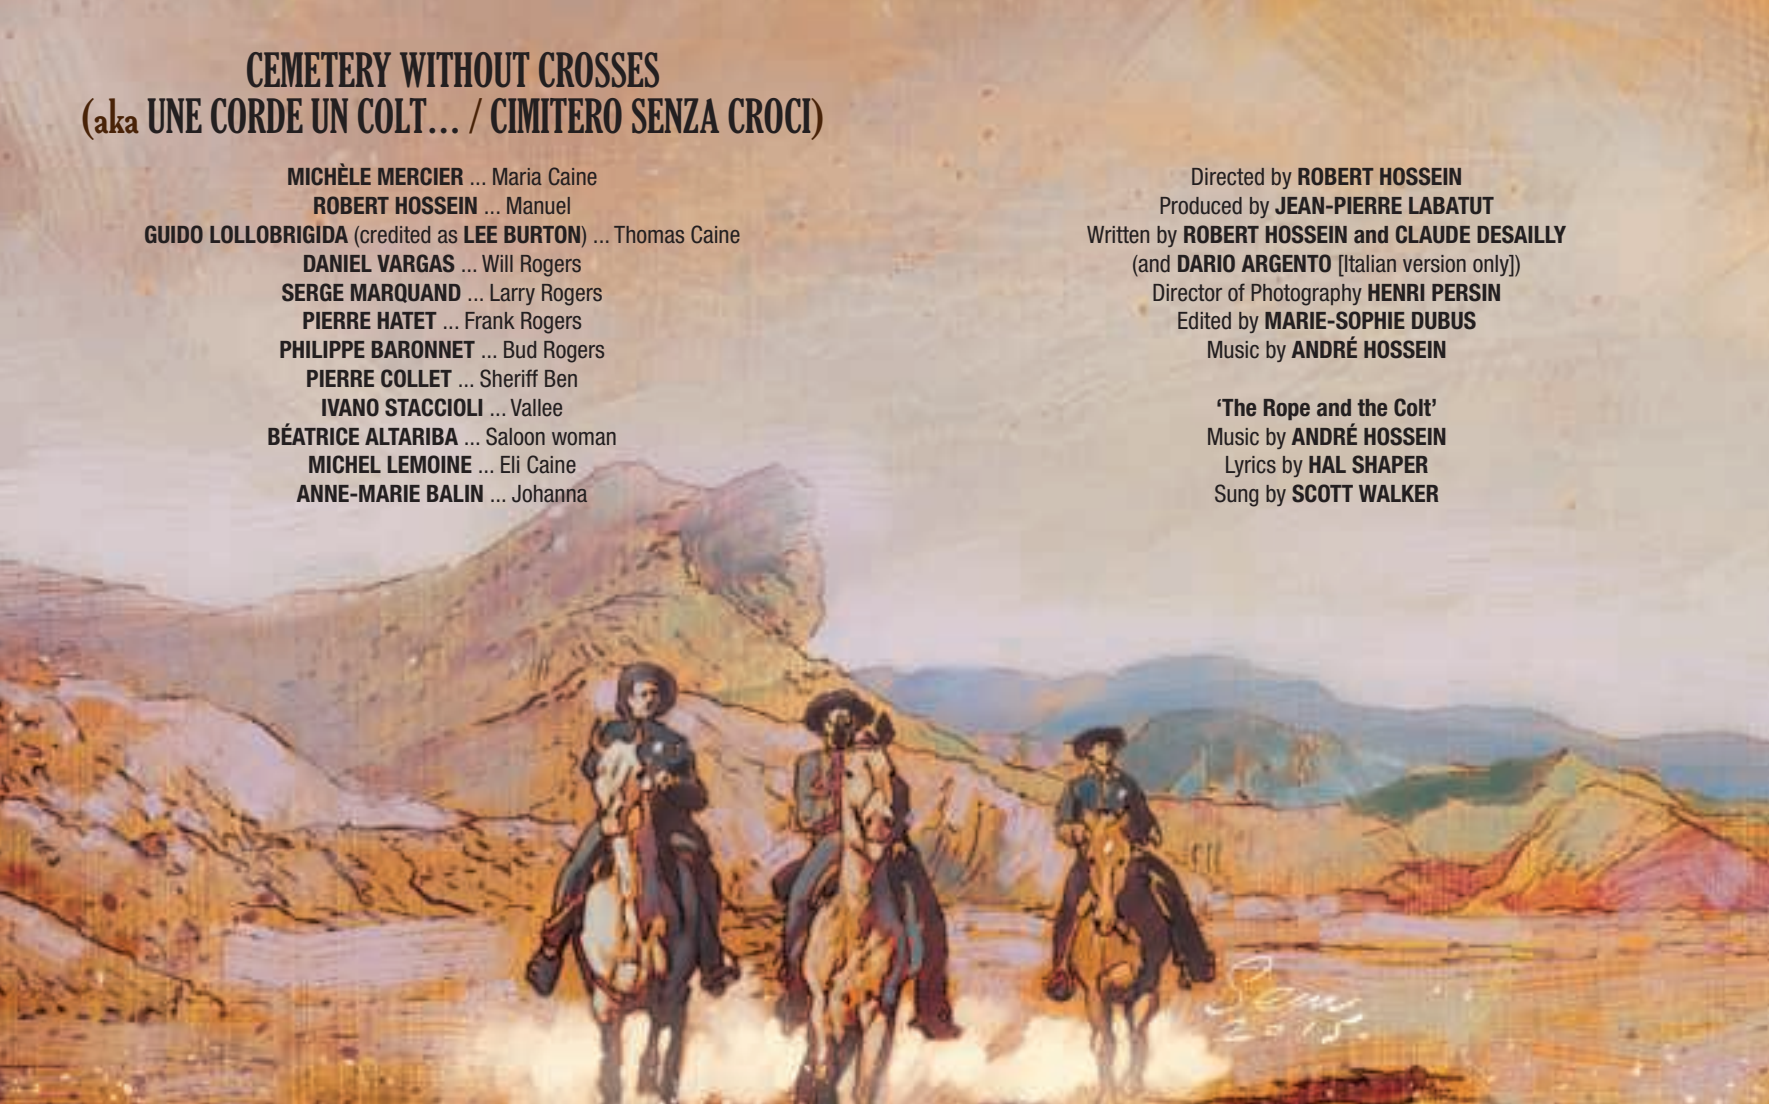 CEMETERY WITHOUT CROSSES
(aka UNE CORDE UN COLT... / CIMITERO SENZA CROCI)
MICHÈLE MERCIER ... Maria Caine
ROBERT HOSSEIN ... Manuel
GUIDO LOLLOBRIGIDA (credited as LEE BURTON) ... Thomas Caine
DANIEL VARGAS ... Will Rogers
SERGE MARQUAND ... Larry Rogers
PIERRE HATET ... Frank Rogers
PHILIPPE BARONNET ... Bud Rogers
PIERRE COLLET ... Sheriff Ben
IVANO STACCIOLI ... Vallee
BÉATRICE ALTARIBA ... Saloon woman
MICHEL LEMOINE ... Eli Caine
ANNE-MARIE BALIN ... Johanna
Directed by ROBERT HOSSEIN
Produced by JEAN-PIERRE LABATUT
Written by ROBERT HOSSEIN and CLAUDE DESAILLY
(and DARIO ARGENTO [Italian version only])
Director of Photography HENRI PERSIN
Edited by MARIE-SOPHIE DUBUS
Music by ANDRÉ HOSSEIN
‘The Rope and the Colt’
Music by ANDRÉ HOSSEIN
Lyrics by HAL SHAPER
Sung by SCOTT WALKER
2015.